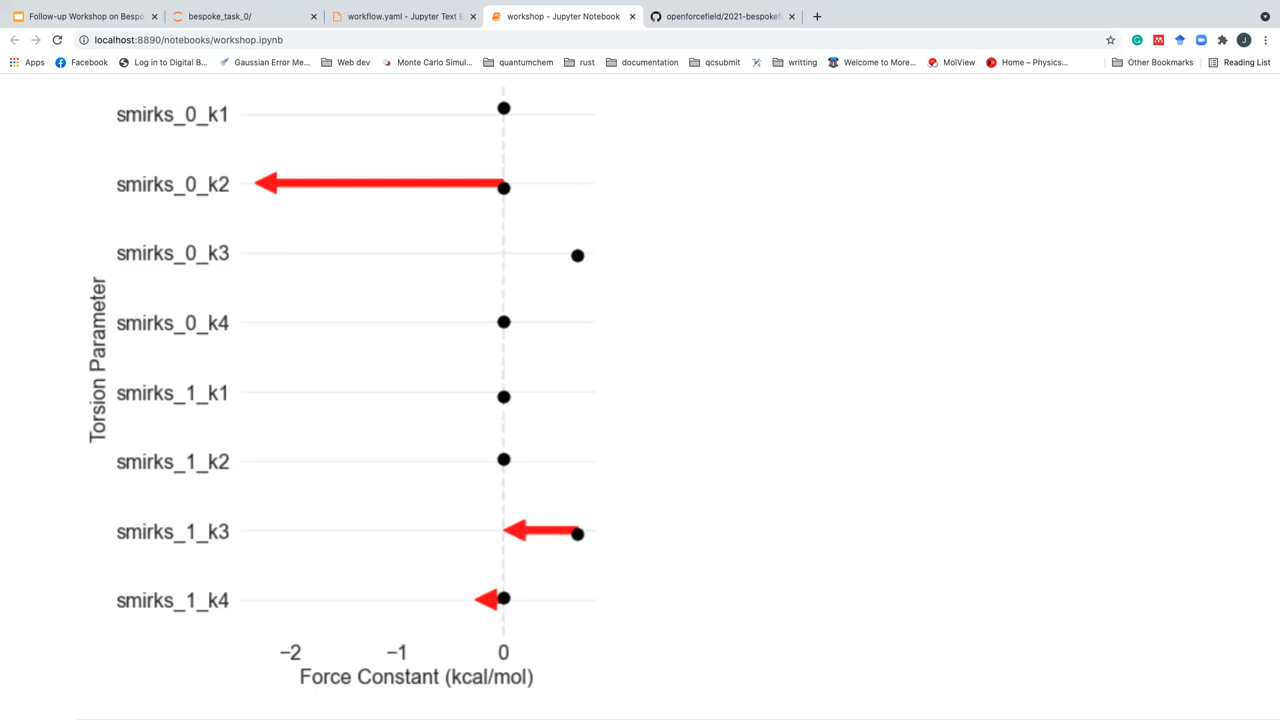 Follow-up Workshop on Bespo
bespoke_task_0/
workflow.yaml - Jupyter Text E
workshop - Jupyter Notebook
openforcefield/2021-bespokefi
localhost:8890/notebooks/workshop.ipynb
J
Apps
Facebook
Log in to Digital B...
Gaussian Error Me...
Web dev
Monte Carlo Simul...
quantumchem
rust
documentation
qcsubmit
writting
Welcome to More...
MolView
Home – Physics...
Other Bookmarks
Reading List
smirks_0_k1
smirks_0_k2
smirks_0_k3
smirks_0_k4
smirks_1_k1
smirks_1_k2
smirks_1_k3
smirks_1_k4
Torsion Parameter
−2 −1 0
Force Constant (kcal/mol)